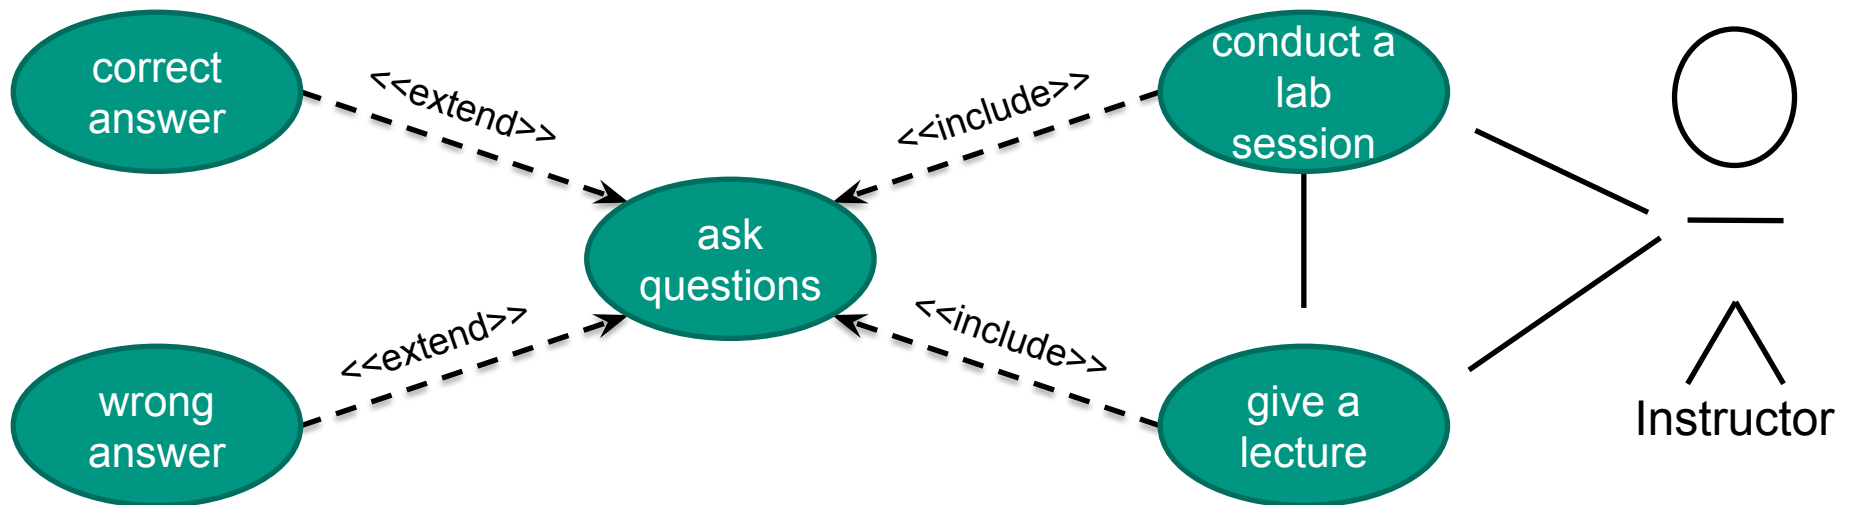 correct
answer
<<extend>>
<<include>>
conduct a
lab
session
ask
questions
wrong
answer
<<extend>>
<<include>>
give a
lecture
Instructor